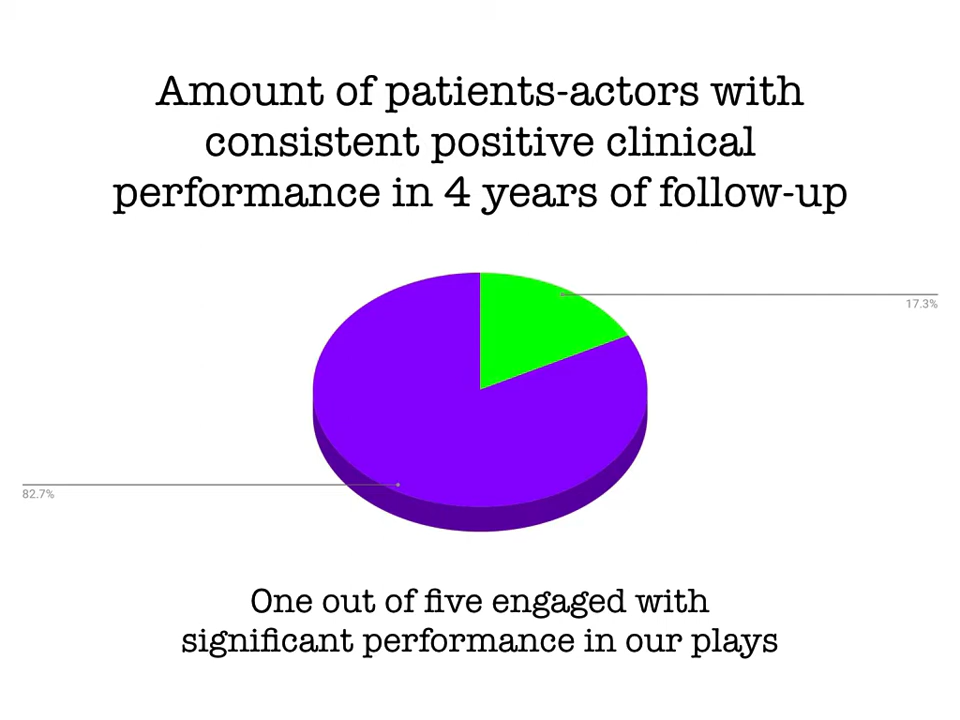 Amount of patients-actors with
consistent positive clinical
performance in 4 years of follow-up
17.3%
82.7%
One out of five engaged with
significant performance in our plays